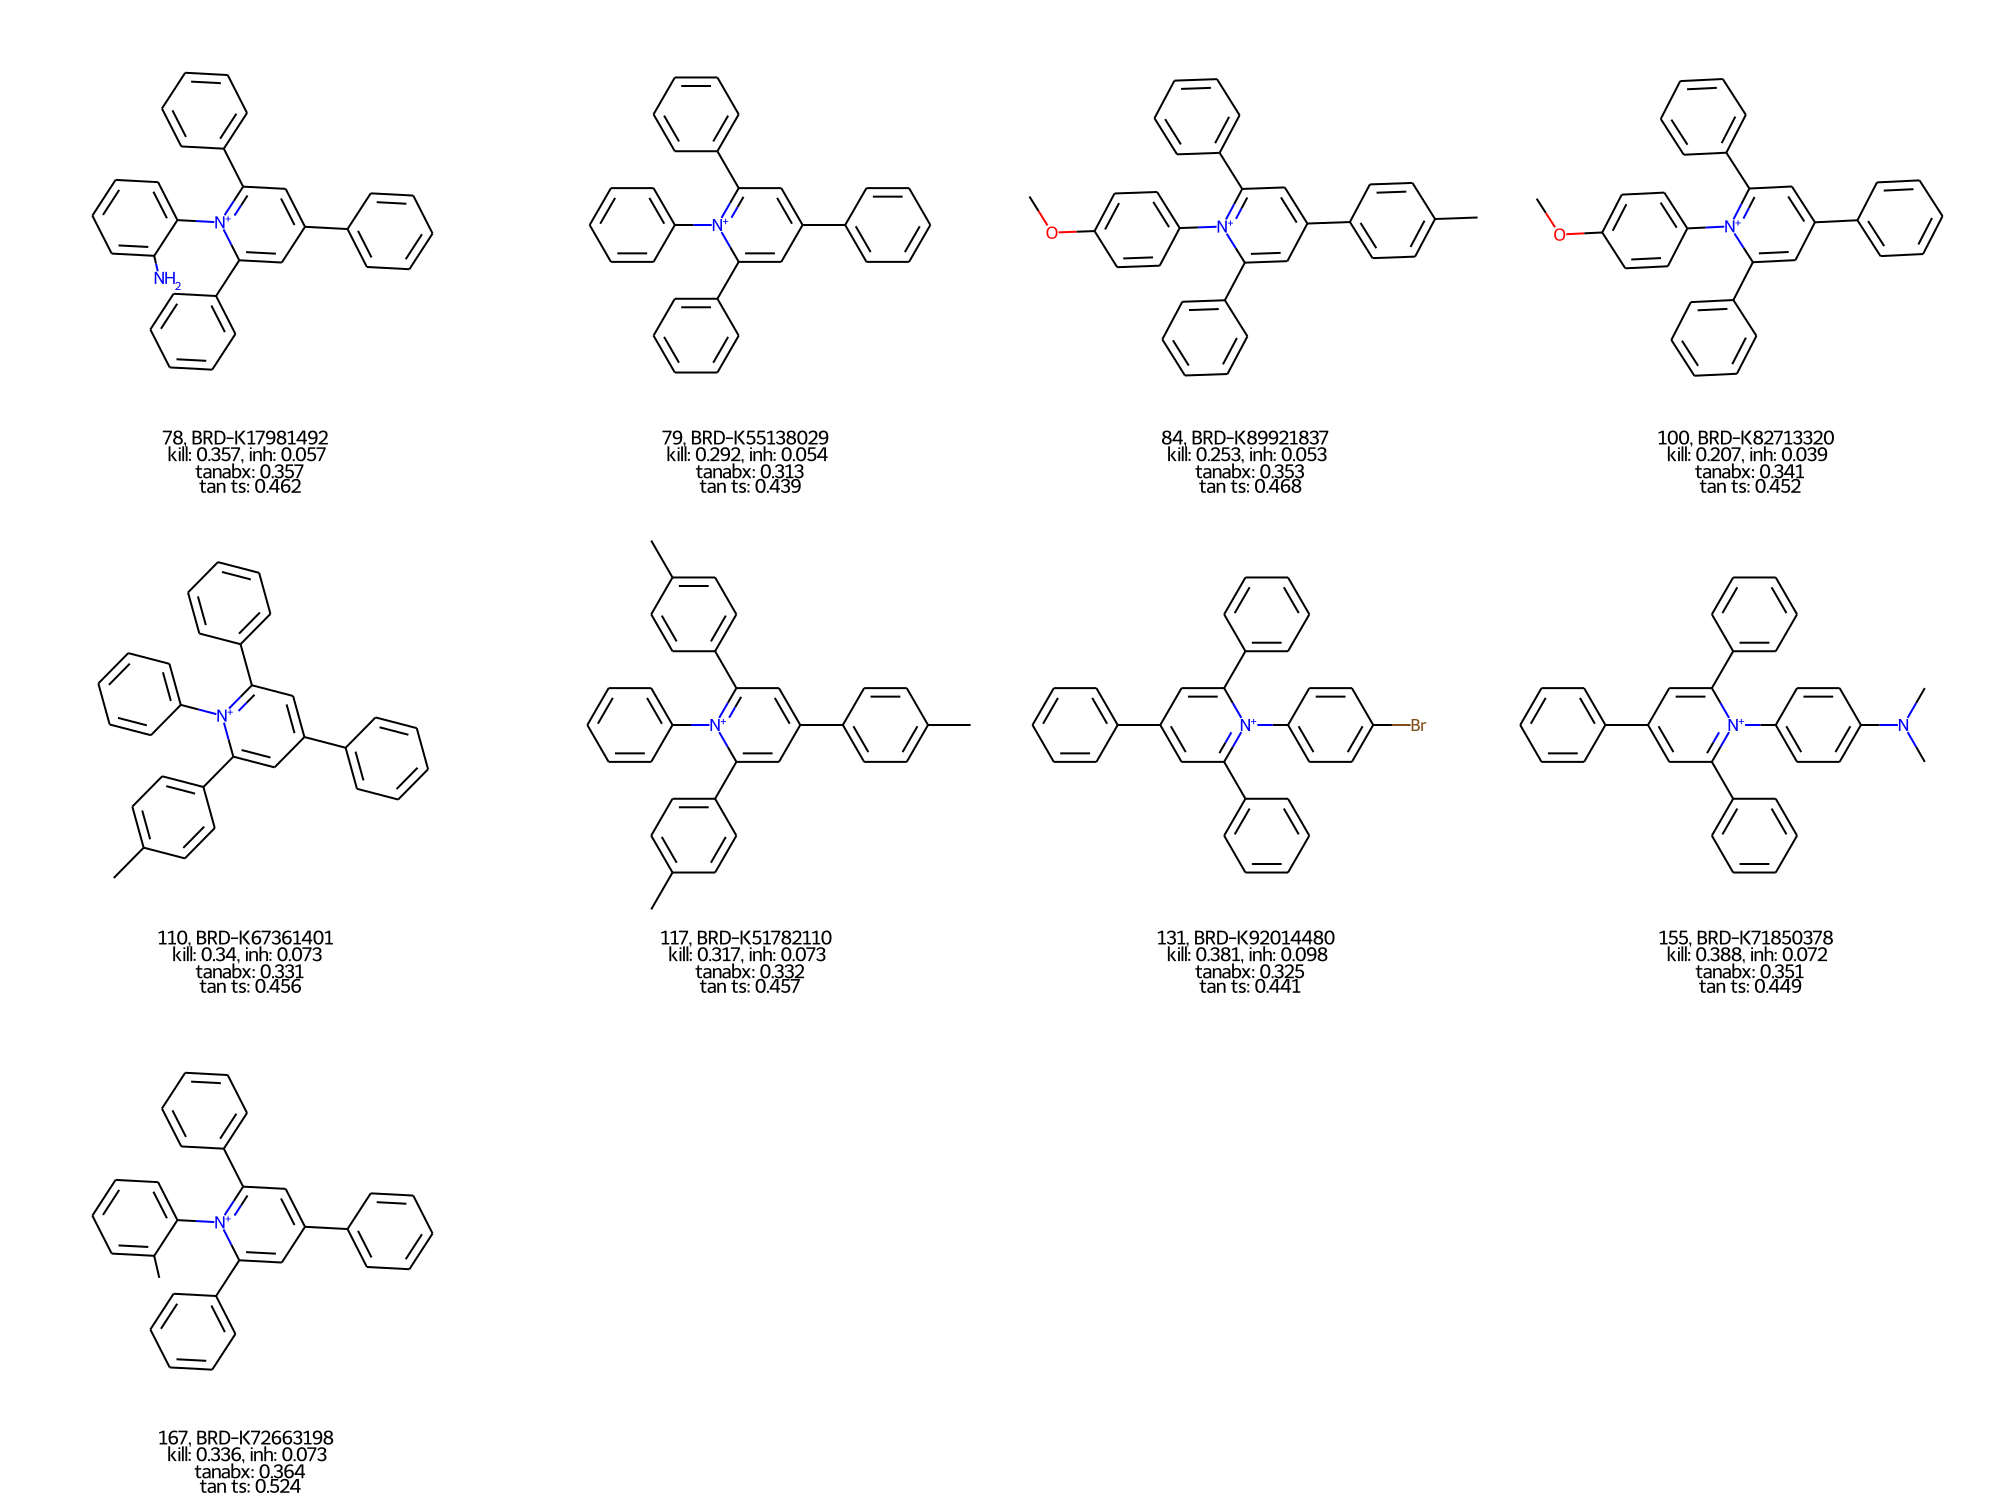 N+
NH2
78, BRD-K17981492
kill: 0.357, inh: 0.057
tanabx: 0.357
tan ts: 0.462
N+
79, BRD-K55138029
kill: 0.292, inh: 0.054
tanabx: 0.313
tan ts: 0.439
O
N+
84, BRD-K89921837
kill: 0.253, inh: 0.053
tanabx: 0.353
tan ts: 0.468
O
N+
100, BRD-K82713320
kill: 0.207, inh: 0.039
tanabx: 0.341
tan ts: 0.452
N+
110, BRD-K67361401
kill: 0.34, inh: 0.073
tanabx: 0.331
tan ts: 0.456
N+
117, BRD-K51782110
kill: 0.317, inh: 0.073
tanabx: 0.332
tan ts: 0.457
N+
Br
131, BRD-K92014480
kill: 0.381, inh: 0.098
tanabx: 0.325
tan ts: 0.441
N+
N
155, BRD-K71850378
kill: 0.388, inh: 0.072
tanabx: 0.351
tan ts: 0.449
N+
167, BRD-K72663198
kill: 0.336, inh: 0.073
tanabx: 0.364
tan ts: 0.524